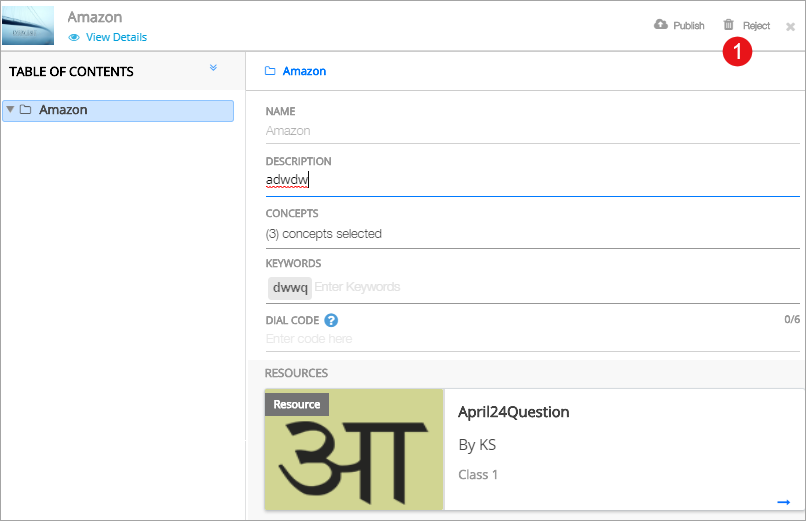 Amazon
View Details
Publish
Reject
1
TABLE OF CONTENTS
Amazon
Amazon
NAME
Amazon
DESCRIPTION
adwdw
CONCEPTS
(3) concepts selected
KEYWORDS
dwwq Enter Keywords
DIAL CODE ? 0/6
Enter code here
RESOURCES
Resource
आ
April24Question
By KS
Class 1